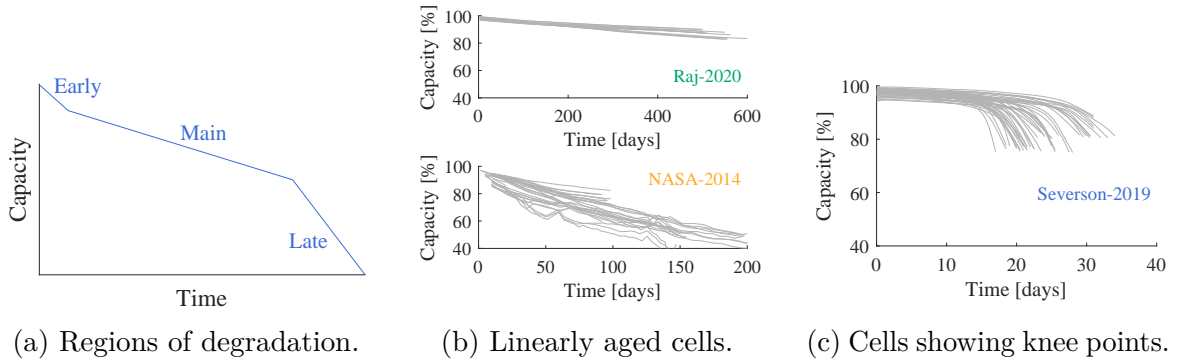 Early
Main
Late
Capacity
Time
(a) Regions of degradation.
100
80
60
40
Capacity [%]
Raj-2020
0
200
400
600
Time [days]
100
80
60
40
Capacity [%]
NASA-2014
0
50
100
150
200
Time [days]
(b) Linearly aged cells.
100
80
60
40
Capacity [%]
Severson-2019
0
10
20
30
40
Time [days]
(c) Cells showing knee points.